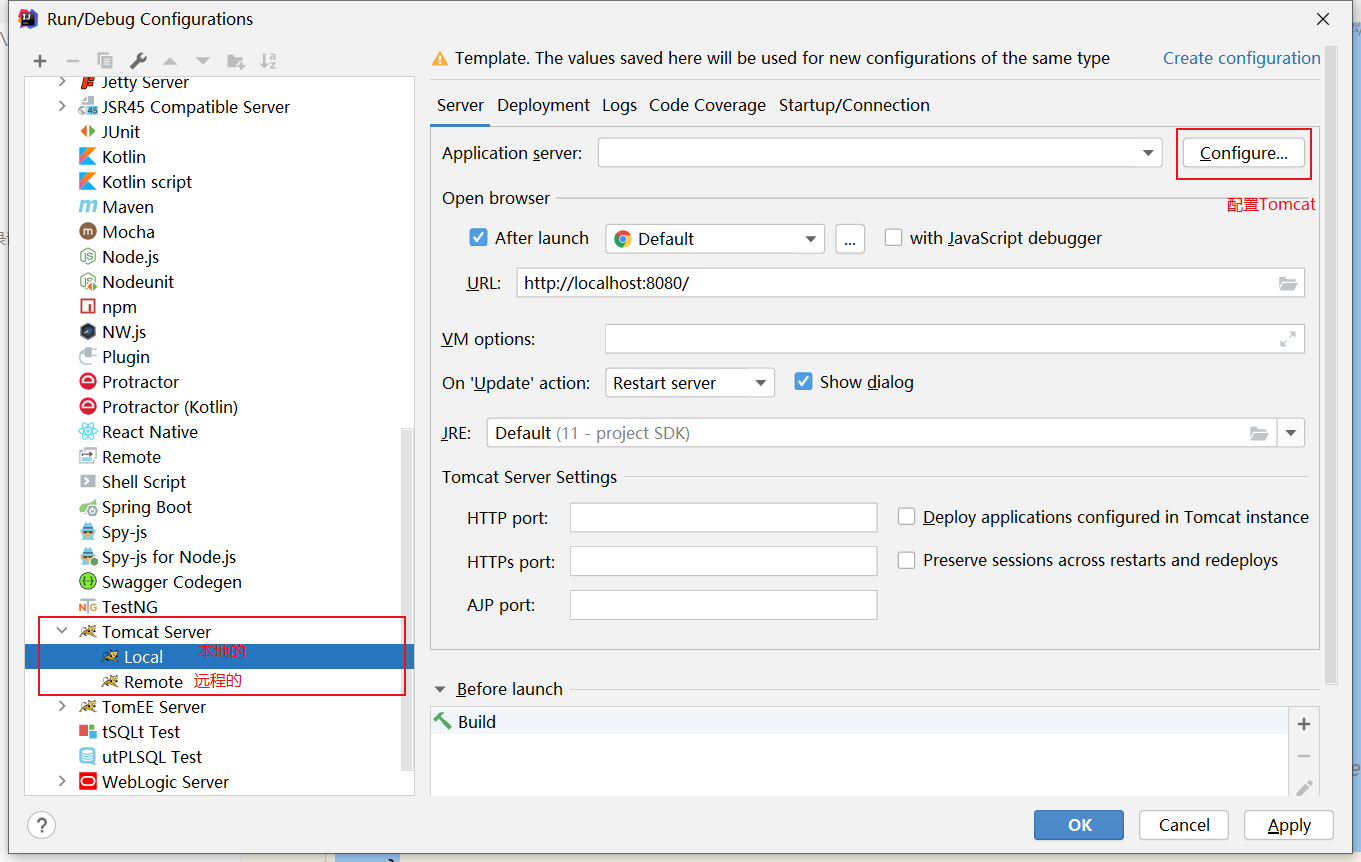 Run/Debug Configurations
Template. The values saved here will be used for new configurations of the same type
Create configuration
Jetty Server
JSR45 Compatible Server
JUnit
Kotlin
Kotlin script
Maven
Mocha
Node.js
Nodeunit
npm
NW.js
Plugin
Protractor
Protractor (Kotlin)
React Native
Remote
Shell Script
Spring Boot
Spy-js
Spy-js for Node.js
Swagger Codegen
TestNG
Tomcat Server
Local 本地的
Remote 远程的
TomEE Server
tSQLt Test
utPLSQL Test
WebLogic Server
Server Deployment Logs Code Coverage Startup/Connection
Application server: Configure...
配置Tomcat
Open browser
After launch Default ... with JavaScript debugger
URL: http://localhost:8080/
VM options:
On 'Update' action: Restart server Show dialog
JRE: Default (11 - project SDK)
Tomcat Server Settings
HTTP port: Deploy applications configured in Tomcat instance
HTTPs port: Preserve sessions across restarts and redeploys
AJP port:
Before launch
Build
? OK Cancel Apply